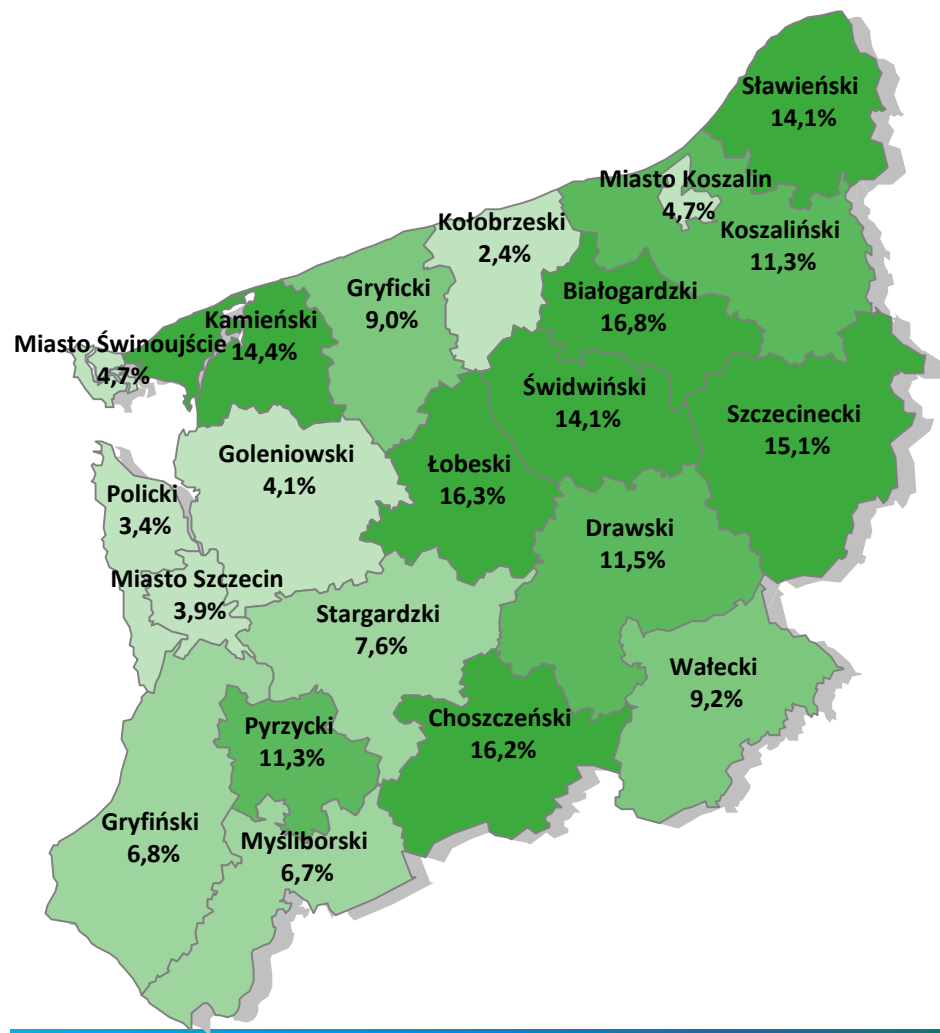 Sławieński
14,1%
Miasto Koszalin
4,7%
Koszaliński
11,3%
Kołobrzeski
2,4%
Białogardzki
16,8%
Gryficki
9,0%
Kamieński
14,4%
Miasto Świnoujście
4,7%
Świdwiński
14,1%
Szczecinecki
15,1%
Goleniowski
4,1%
Łobeski
16,3%
Policki
3,4%
Drawski
11,5%
Miasto Szczecin
3,9%
Stargardzki
7,6%
Wałecki
9,2%
Choszczeński
16,2%
Pyrzycki
11,3%
Gryfiński
6,8%
Myśliborski
6,7%